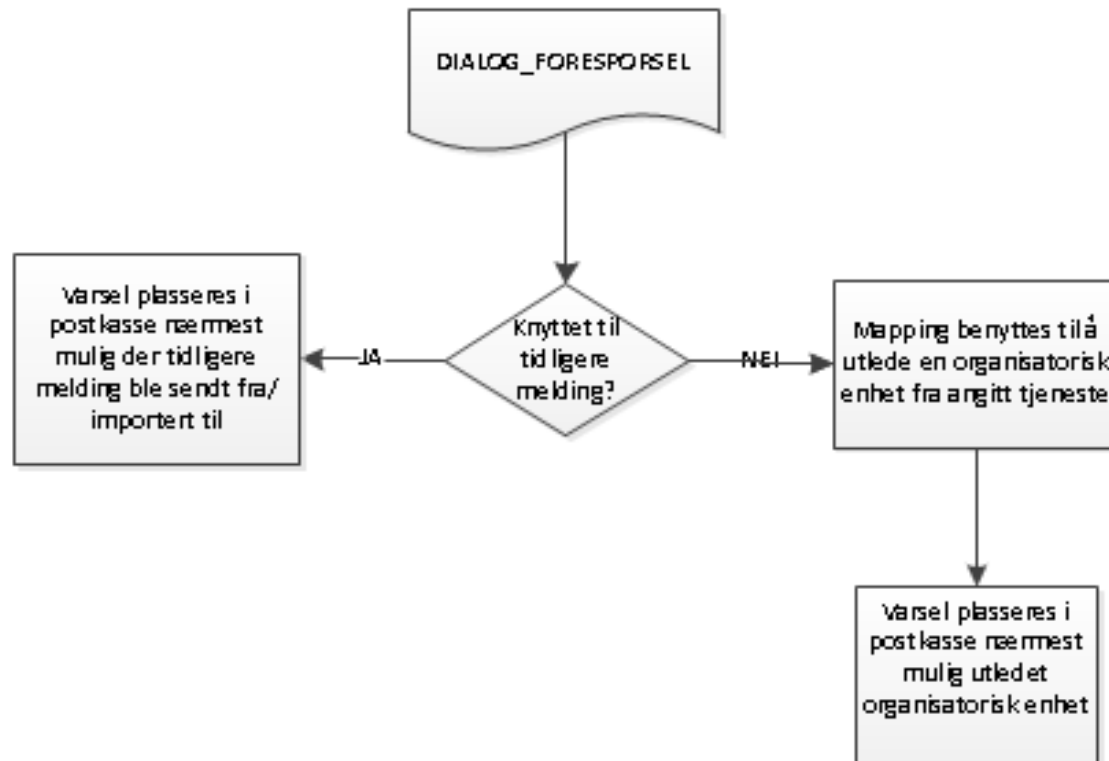 DIALOG_FORESPORSEL
Varsel plasseres i
postkasse nærmest
mulig der tidligere
melding ble sendt fra/
importert til
JA
Knyttet til
tidligere
melding?
NEI
Mapping benyttes til å
utlede en organisatorisk
enhet fra angitt tjeneste
Varsel plasseres i
postkasse nærmest
mulig utledet
organisatorisk enhet